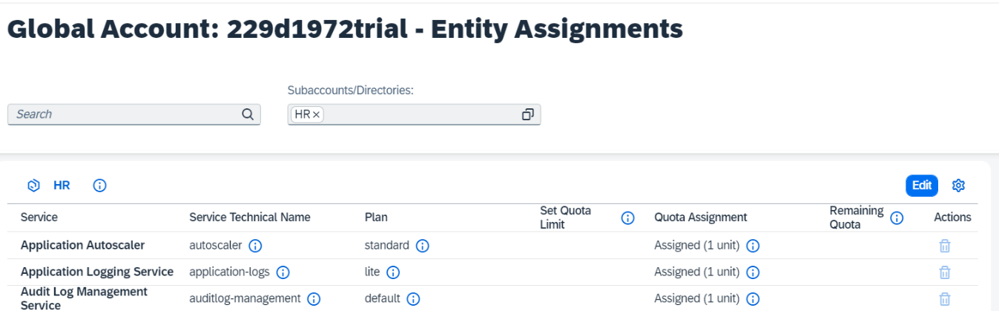 Global Account: 229d1972trial - Entity Assignments
Subaccounts/Directories:
Search
HR
HR
Edit
Service Service Technical Name Plan Set Quota Limit Quota Assignment Remaining Quota Actions
Application Autoscaler autoscaler standard Assigned (1 unit)
Application Logging Service application-logs lite Assigned (1 unit)
Audit Log Management Service auditlog-management default Assigned (1 unit)